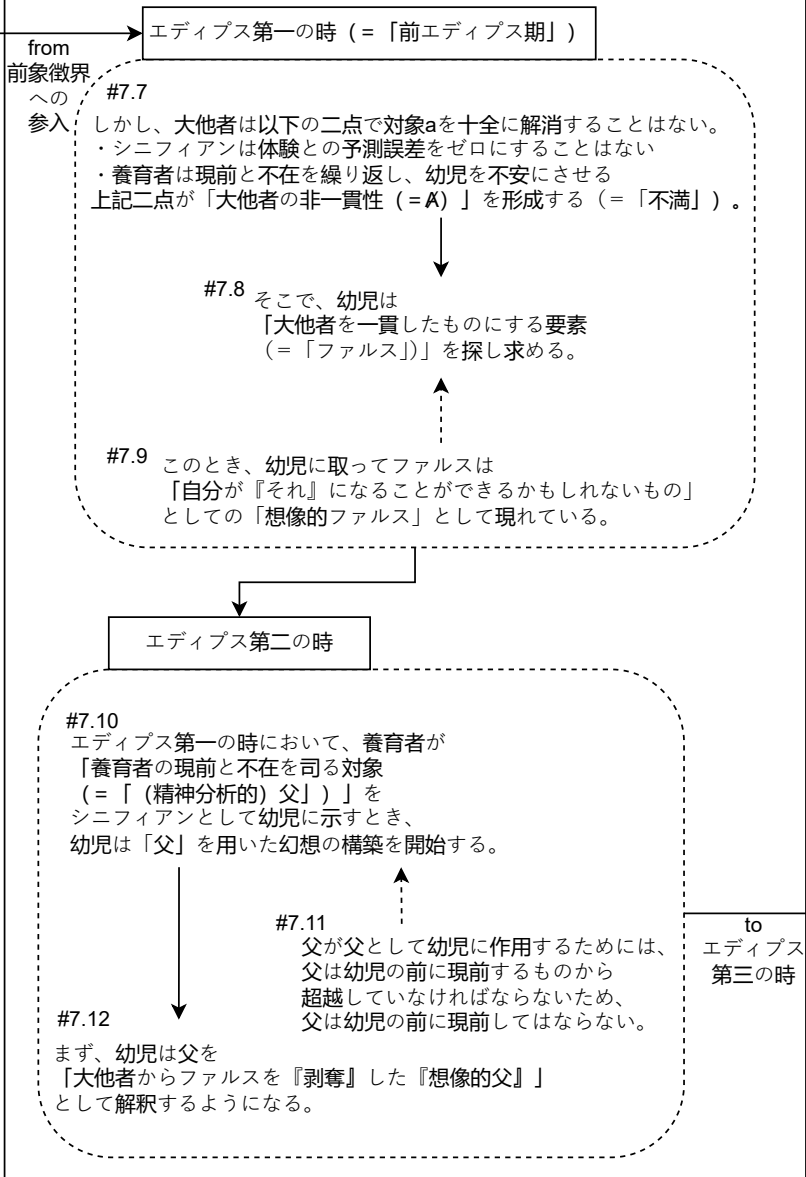 エディプス第一の時（=「前エディプス期」）
from
前象徴界
への
参入
#7.7
しかし、大他者は以下の二点で対象aを十全に解消することはない。
・シニフィアンは体験との予測誤差をゼロにすることはない
・養育者は現前と不在を繰り返し、幼児を不安にさせる
上記二点が「大他者の非一貫性（=A̸）」を形成する（=「不満」）。
#7.8
そこで、幼児は
「大他者を一貫したものにする要素
（=「ファルス」）」を探し求める。
#7.9
このとき、幼児に取ってファルスは
「自分が『それ』になることができるかもしれないもの」
としての「想像的ファルス」として現れている。
エディプス第二の時
#7.10
エディプス第一の時において、養育者が
「養育者の現前と不在を司る対象
（=「（精神分析的）父」）」を
シニフィアンとして幼児に示すとき、
幼児は「父」を用いた幻想の構築を開始する。
#7.11
父が父として幼児に作用するためには、
父は幼児の前に現前するものから
超越していなければならないため、
父は幼児の前に現前してはならない。
to
エディプス
第三の時
#7.12
まず、幼児は父を
「大他者からファルスを『剥奪』した『想像的父』」
として解釈するようになる。